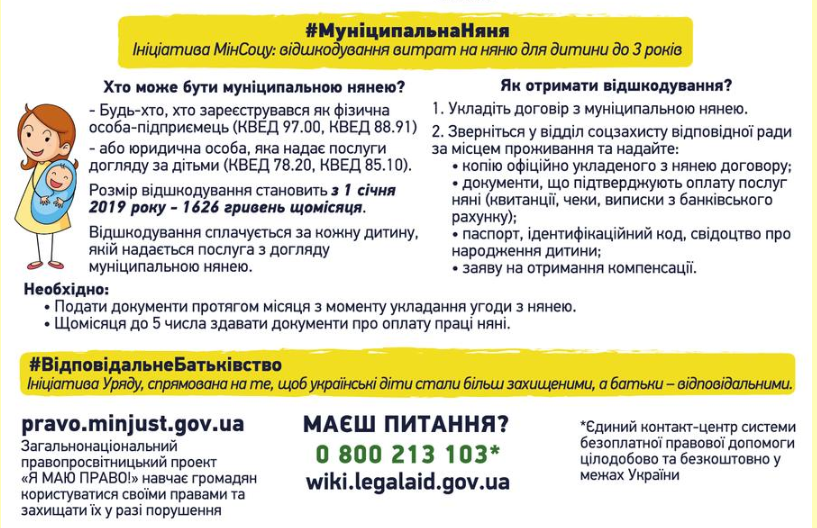 #МуніципальнаНяня
Ініціатива МінСоцу: відшкодування витрат на няню для дитини до 3 років
Хто може бути муніципальною нянею?
- Будь-хто, хто зареєструвався як фізична
особа-підприємець (КВЕД 97.00, КВЕД 88.91)
- або юридична особа, яка надає послуги
догляду за дітьми (КВЕД 78.20, КВЕД 85.10).
Розмір відшкодування становить з 1 січня
2019 року - 1626 гривень щомісяця.
Відшкодування сплачується за кожну дитину,
якій надається послуга з догляду
муніципальною нянею.
Як отримати відшкодування?
1. Укладіть договір з муніципальною нянею.
2. Зверніться у відділ соцзахисту відповідної ради
за місцем проживання та надайте:
• копію офіційно укладеного з нянею договору;
• документи, що підтверджують оплату послуг
няні (квитанції, чеки, виписки з банківського
рахунку);
• паспорт, ідентифікаційний код, свідоцтво про
народження дитини;
• заяву на отримання компенсації.
Необхідно:
• Подати документи протягом місяця з моменту укладання угоди з нянею.
• Щомісяця до 5 числа здавати документи про оплату праці няні.
#ВідповідальнеБатьківство
Ініціатива Уряду, спрямована на те, щоб українські діти стали більш захищеними, а батьки – відповідальними.
pravo.minjust.gov.ua
Загальнонаціональний
правопросвітницький проект
«Я МАЮ ПРАВО!» навчає громадян
користуватися своїми правами та
захищати їх у разі порушення
МАЄШ ПИТАННЯ?
0 800 213 103*
wiki.legalaid.gov.ua
*Єдиний контакт-центр системи
безоплатної правової допомоги
цілодобово та безкоштовно у
межах України